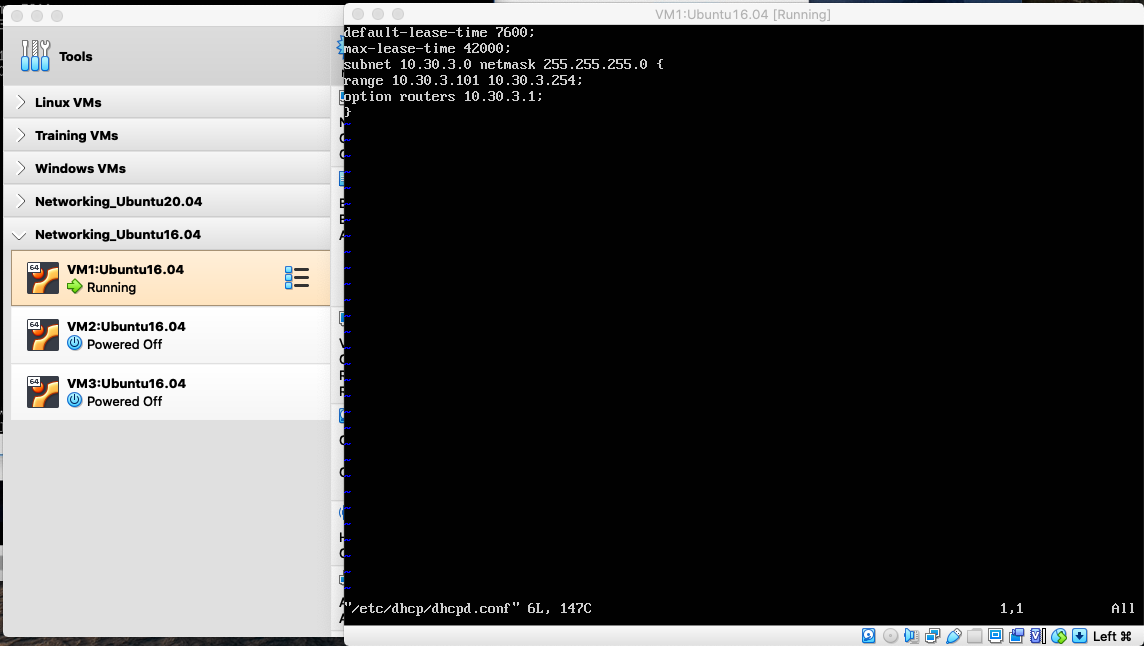 VM1:Ubuntu16.04 [Running]
Tools
Linux VMs
Training VMs
Windows VMs
Networking_Ubuntu20.04
Networking_Ubuntu16.04
64
VM1:Ubuntu16.04
Running
64
VM2:Ubuntu16.04
Powered Off
64
VM3:Ubuntu16.04
Powered Off
default-lease-time 7600;
max-lease-time 42000;
subnet 10.30.3.0 netmask 255.255.255.0 {
range 10.30.3.101 10.30.3.254;
option routers 10.30.3.1;
}
"/etc/dhcp/dhcpd.conf" 6L, 147C
1,1
All
Left ⌘